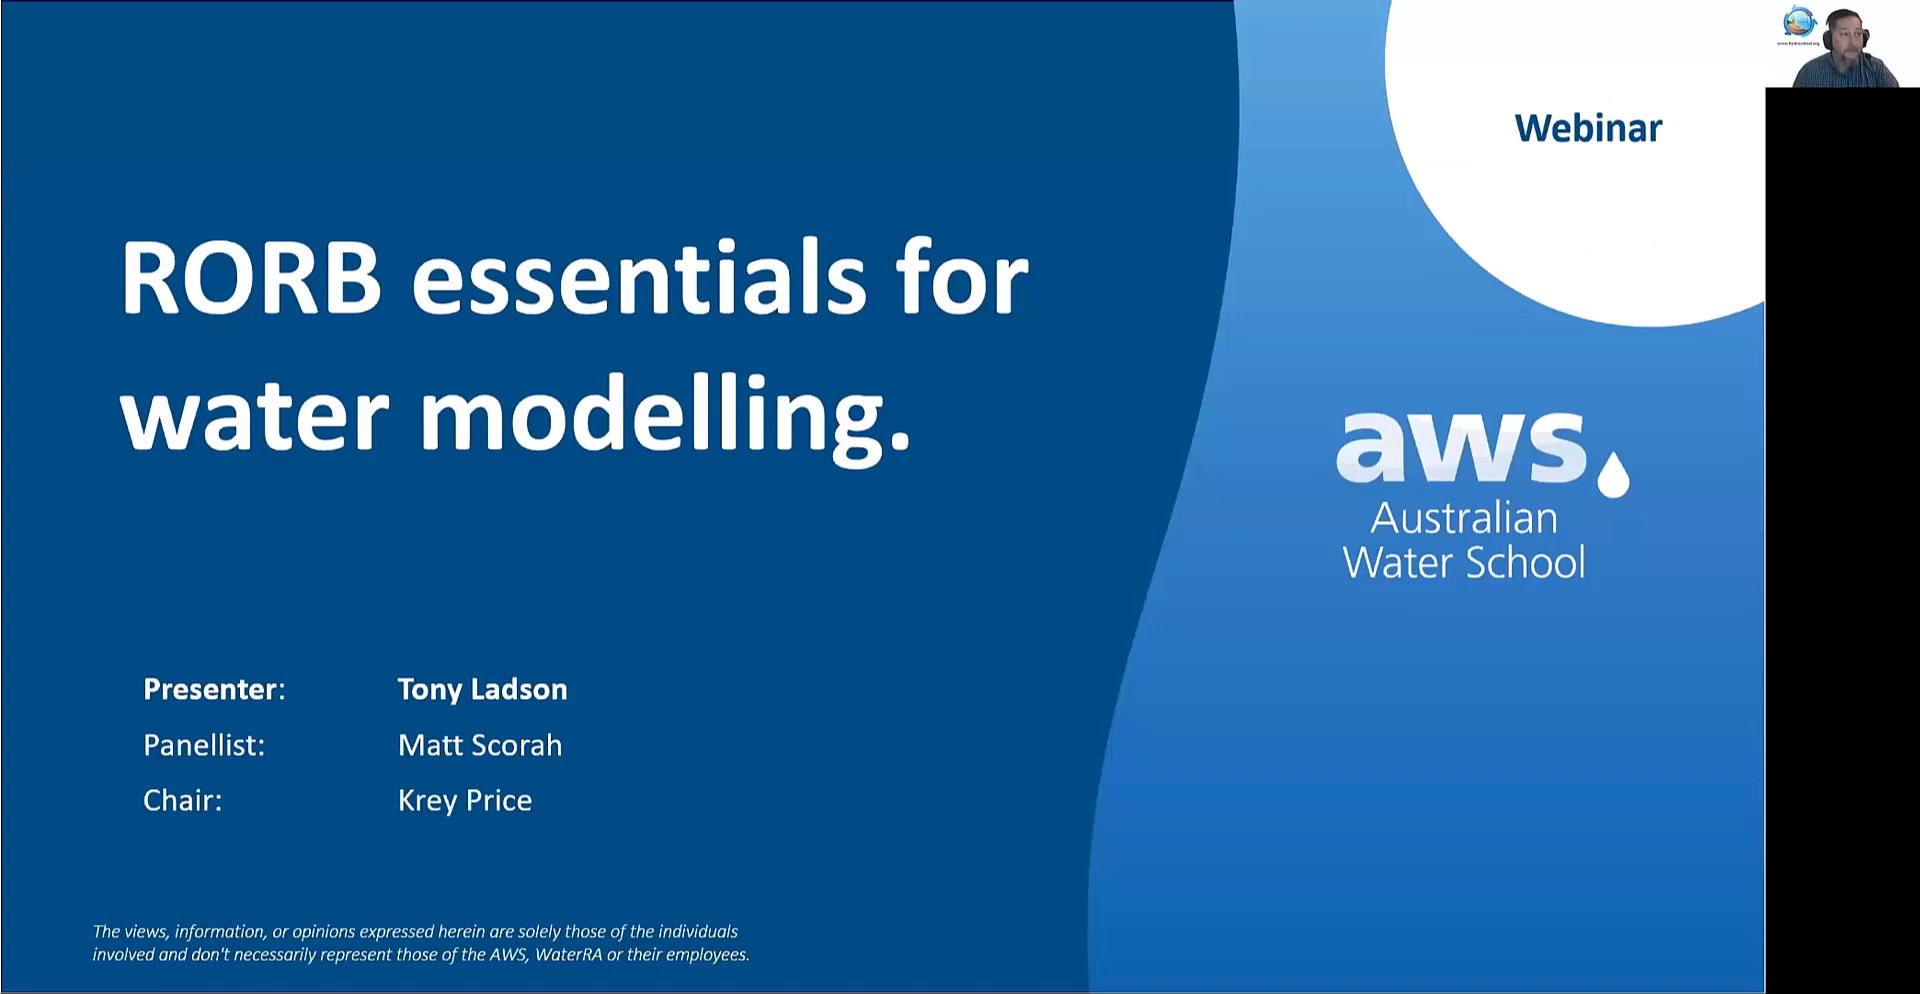 Webinar
RORB essentials for
water modelling.
aws
Australian
Water School
Presenter: Tony Ladson
Panellist: Matt Scorah
Chair: Krey Price
The views, information, or opinions expressed herein are solely those of the individuals
involved and don't necessarily represent those of the AWS, WaterRA or their employees.